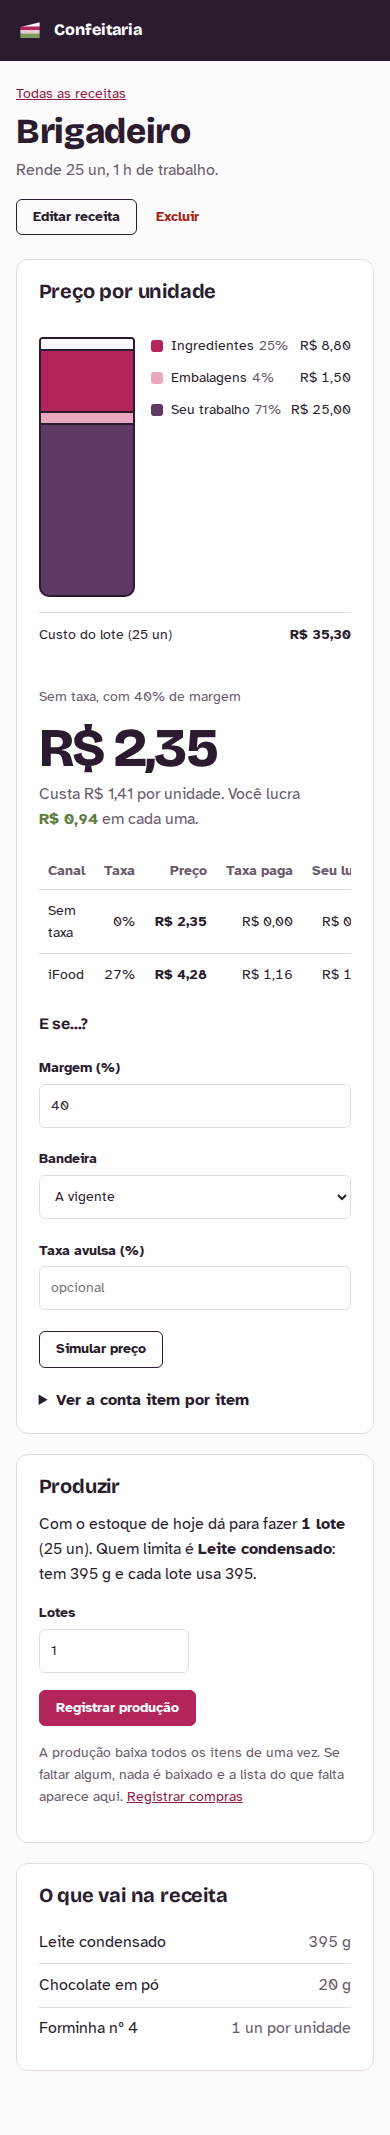 Confeitaria
Todas as receitas
Brigadeiro
Rende 25 un, 1 h de trabalho.
Editar receita Excluir
Preço por unidade
Ingredientes 25% R$ 8,80
Embalagens 4% R$ 1,50
Seu trabalho 71% R$ 25,00
Custo do lote (25 un) R$ 35,30
Sem taxa, com 40% de margem
R$ 2,35
Custa R$ 1,41 por unidade. Você lucra
R$ 0,94 em cada uma.
Canal Taxa Preço Taxa paga Seu lu
Sem
taxa 0% R$ 2,35 R$ 0,00 R$ 0
iFood 27% R$ 4,28 R$ 1,16 R$ 1
E se...?
Margem (%)
40
Bandeira
A vigente
Taxa avulsa (%)
opcional
Simular preço
Ver a conta item por item
Produzir
Com o estoque de hoje dá para fazer 1 lote
(25 un). Quem limita é Leite condensado:
tem 395 g e cada lote usa 395.
Lotes
1
Registrar produção
A produção baixa todos os itens de uma vez. Se
faltar algum, nada é baixado e a lista do que falta
aparece aqui. Registrar compras
O que vai na receita
Leite condensado 395 g
Chocolate em pó 20 g
Forminha nº 4 1 un por unidade